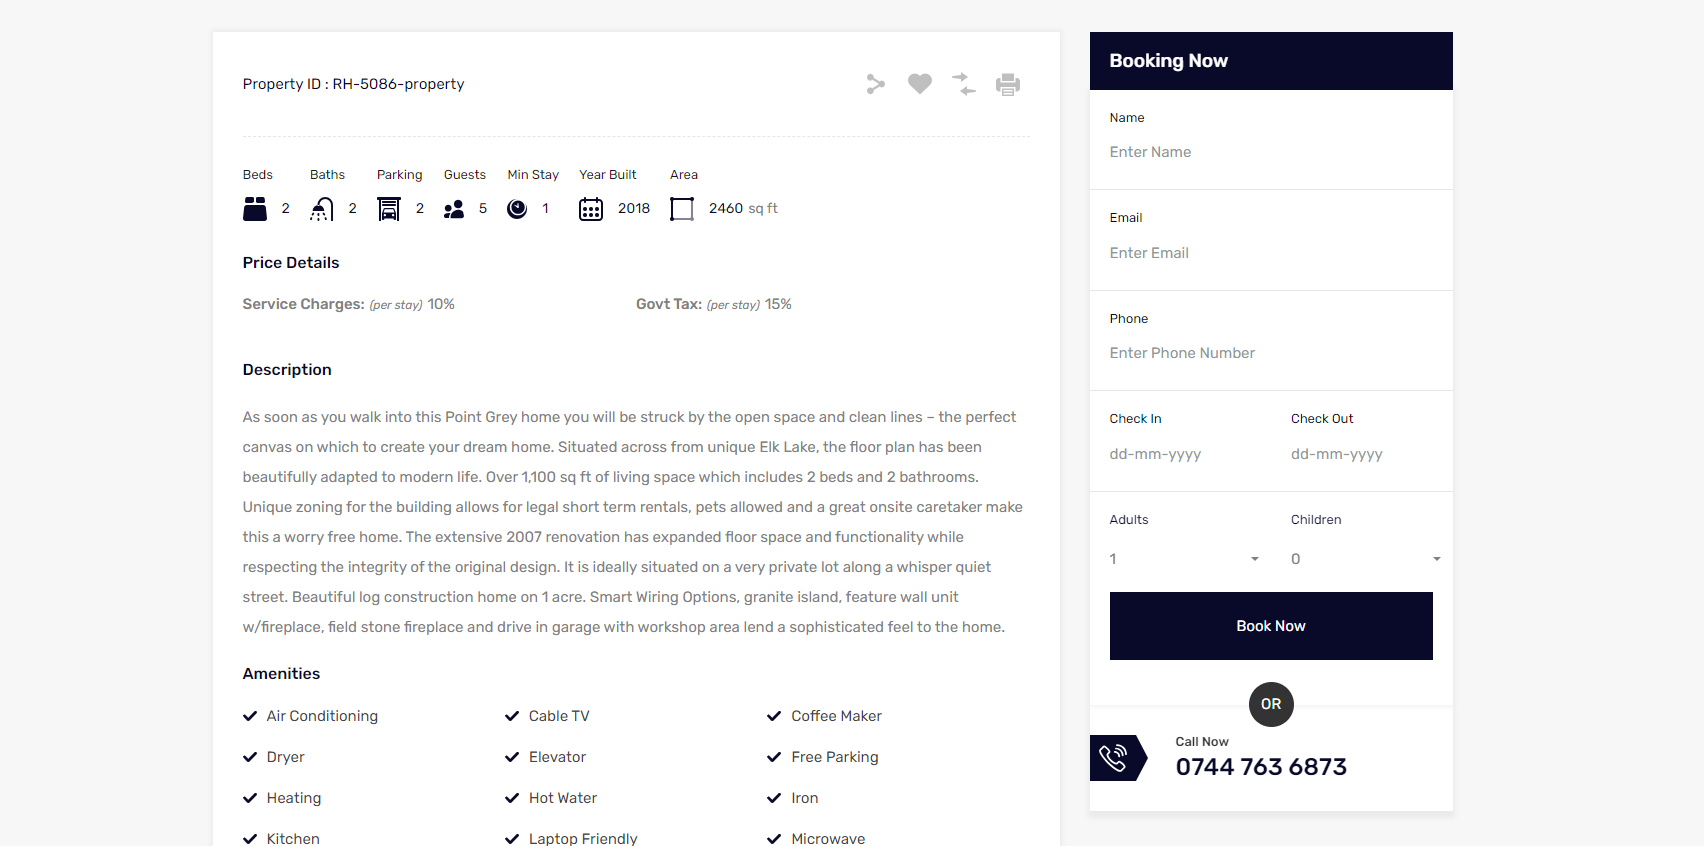 Property ID : RH-5086-property
Beds Baths Parking Guests Min Stay Year Built Area
2 2 2 5 1 2018 2460 sq ft
Price Details
Service Charges: (per stay) 10% Govt Tax: (per stay) 15%
Description
As soon as you walk into this Point Grey home you will be struck by the open space and clean lines – the perfect
canvas on which to create your dream home. Situated across from unique Elk Lake, the floor plan has been
beautifully adapted to modern life. Over 1,100 sq ft of living space which includes 2 beds and 2 bathrooms.
Unique zoning for the building allows for legal short term rentals, pets allowed and a great onsite caretaker make
this a worry free home. The extensive 2007 renovation has expanded floor space and functionality while
respecting the integrity of the original design. It is ideally situated on a very private lot along a whisper quiet
street. Beautiful log construction home on 1 acre. Smart Wiring Options, granite island, feature wall unit
w/fireplace, field stone fireplace and drive in garage with workshop area lend a sophisticated feel to the home.
Amenities
Air Conditioning Cable TV Coffee Maker
Dryer Elevator Free Parking
Heating Hot Water Iron
Kitchen Laptop Friendly Microwave
Booking Now
Name
Enter Name
Email
Enter Email
Phone
Enter Phone Number
Check In Check Out
dd-mm-yyyy dd-mm-yyyy
Adults Children
1 0
Book Now
OR
Call Now
0744 763 6873